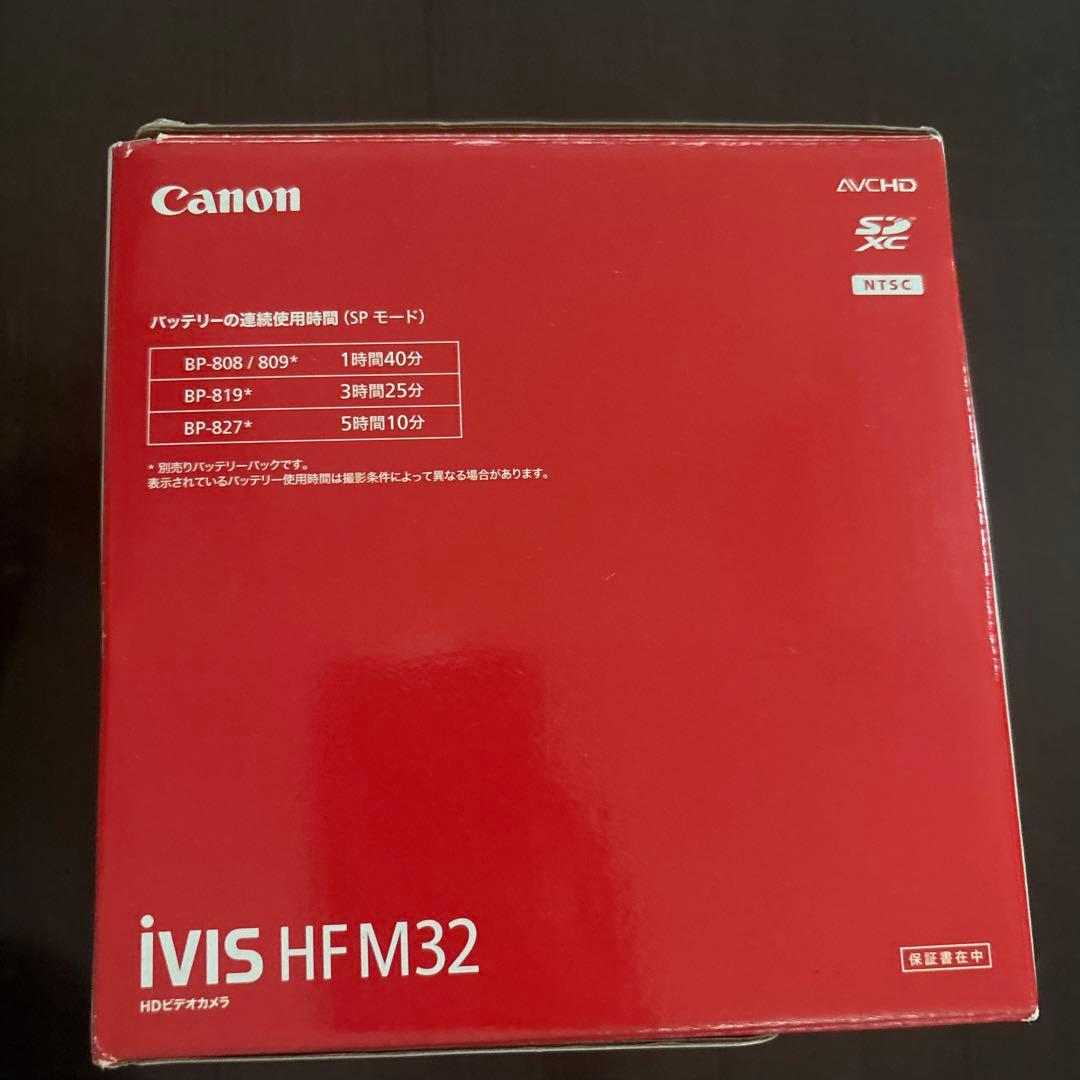 Canon
AVCHD
SD XC
NTSC
バッテリーの連続使用時間（SP モード）
BP-808 / 809* 1時間40分
BP-819* 3時間25分
BP-827* 5時間10分
* 別売りバッテリーパックです。
表示されているバッテリー使用時間は撮影条件によって異なる場合があります。
iVIS HF M32
HDビデオカメラ
保証書在中